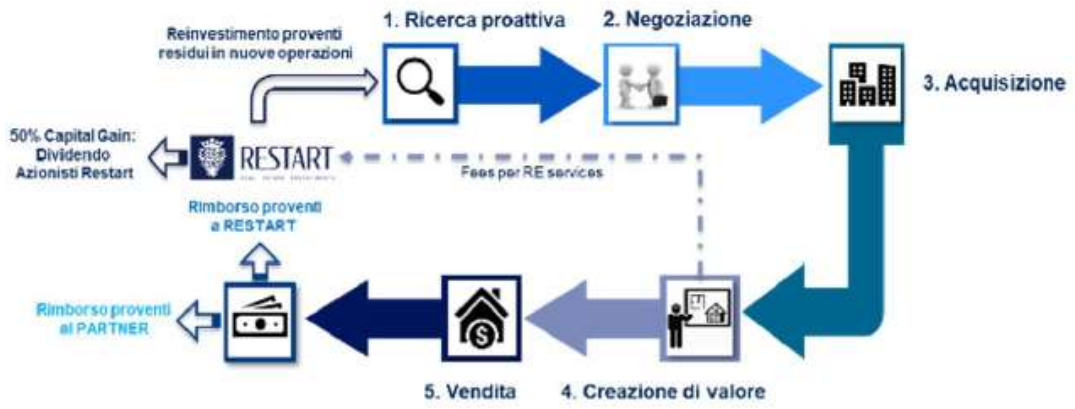 1. Ricerca proattiva
2. Negoziazione
Reinvestimento proventi
residui in nuove operazioni
3. Acquisizione
50% Capital Gain:
Dividendo
Azionisti Restart
RESTART
Fees per RE services
Rimborso proventi
a RESTART
Rimborso proventi
al PARTNER
5. Vendita
4. Creazione di valore